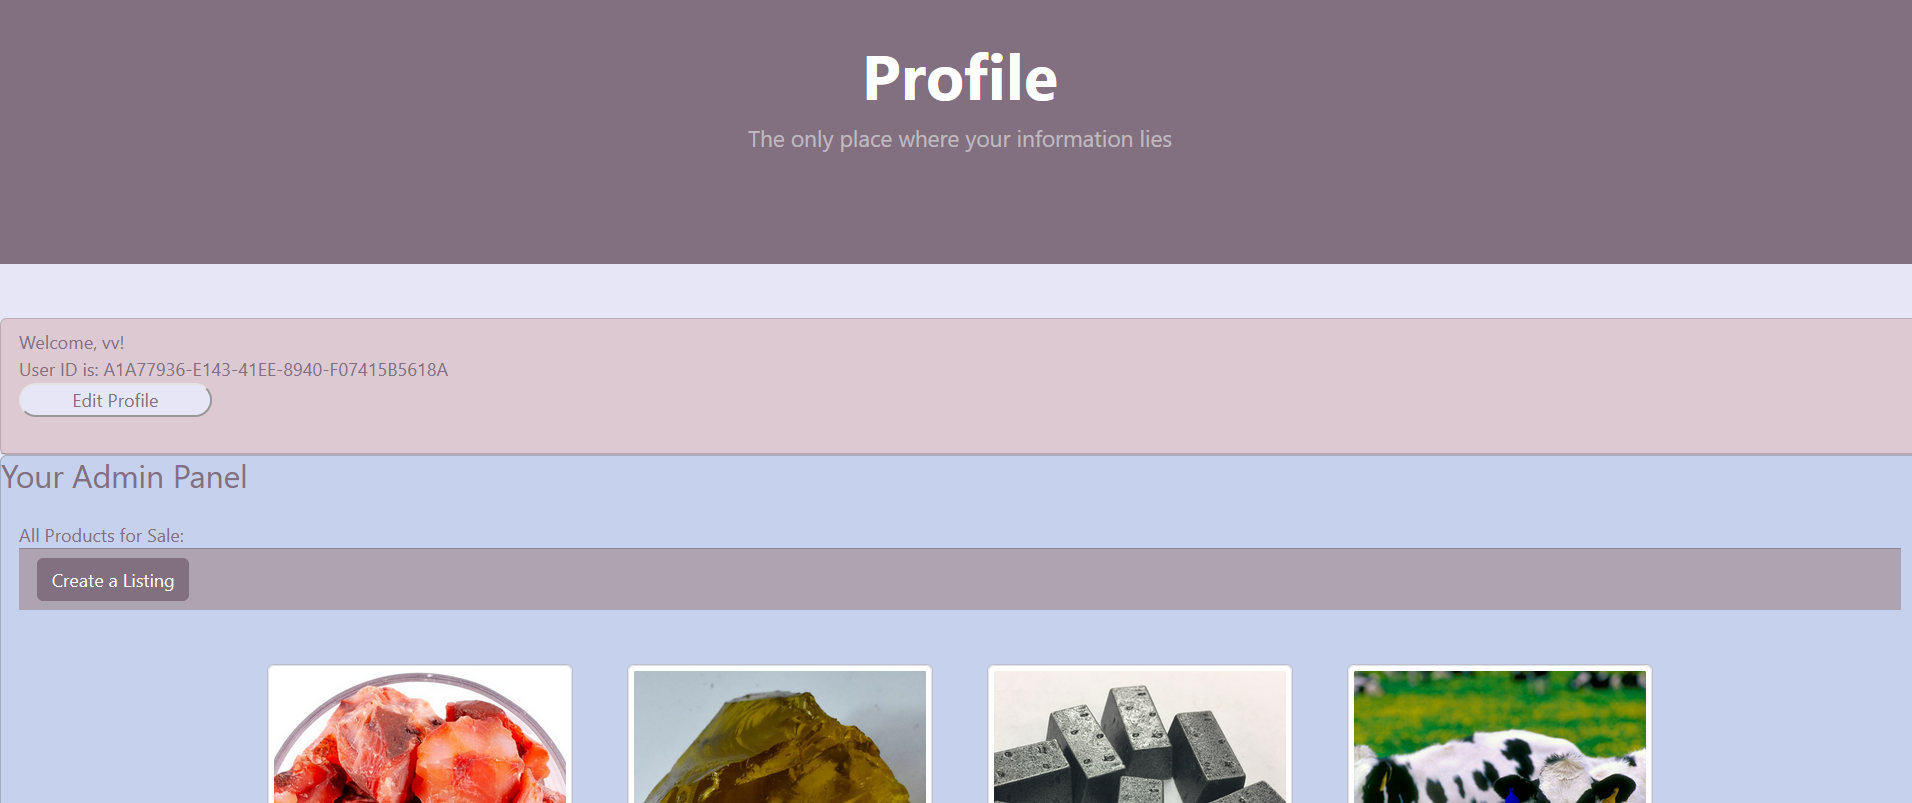 Profile
The only place where your information lies
Welcome, vv!
User ID is: A1A77936-E143-41EE-8940-F07415B5618A
Edit Profile
Your Admin Panel
All Products for Sale:
Create a Listing